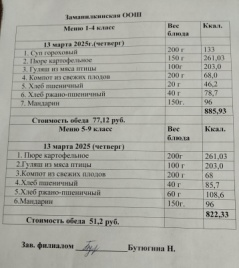 Заманилкинская ООШ
Меню 1-4 класс Вес блюда Ккал.
13 марта 2025г.(четверг)
1. Суп гороховый 200 г 133
2. Пюре картофельное 150 г 261,03
3. Гуляш из мяса птицы 100г 203,0
4. Компот из свежих плодов 200 г 68,0
5. Хлеб пшеничный 20 г 46,2
6. Хлеб ржано-пшеничный 40 г 78,7
7. Мандарин 150г. 96
885,93
Стоимость обеда 77,12 руб.
Меню 5-9 класс Вес блюда Ккал.
13 марта 2025 (четверг)
1. Пюре картофельное 200г 261,03
2.Гуляш из мяса птицы 100 г 203,0
3.Компот из свежих плодов 200 г 68
4.Хлеб пшеничный 40 г 85,7
5.Хлеб ржано-пшеничный 60 г 108,6
6.Мандарин 150г. 96
822,33
Стоимость обеда 51,2 руб.
Зав. филиалом Бутюгина Н.